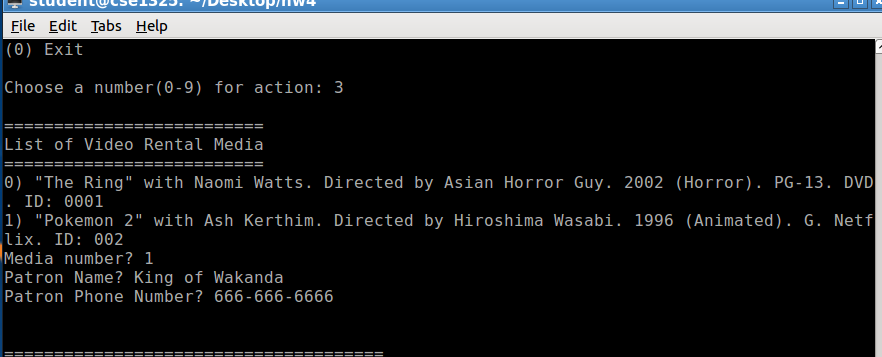 student@cse1325: ~/Desktop/hw4
File Edit Tabs Help
(0) Exit
Choose a number(0-9) for action: 3
==========================
List of Video Rental Media
==========================
0) "The Ring" with Naomi Watts. Directed by Asian Horror Guy. 2002 (Horror). PG-13. DVD
. ID: 0001
1) "Pokemon 2" with Ash Kerthim. Directed by Hiroshima Wasabi. 1996 (Animated). G. Netf
lix. ID: 002
Media number? 1
Patron Name? King of Wakanda
Patron Phone Number? 666-666-6666
======================================